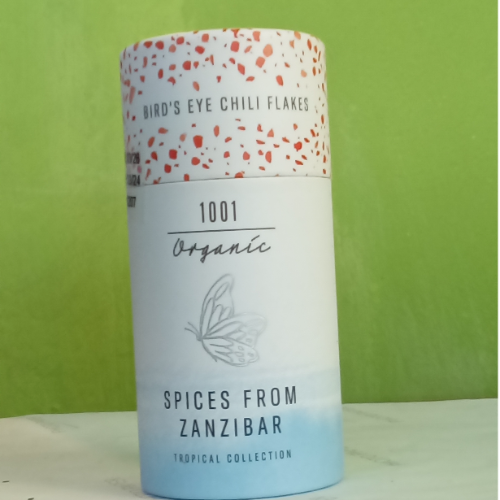 BIRD'S EYE CHILI FLAKES
1001
Organic
SPICES FROM
ZANZIBAR
TROPICAL COLLECTION